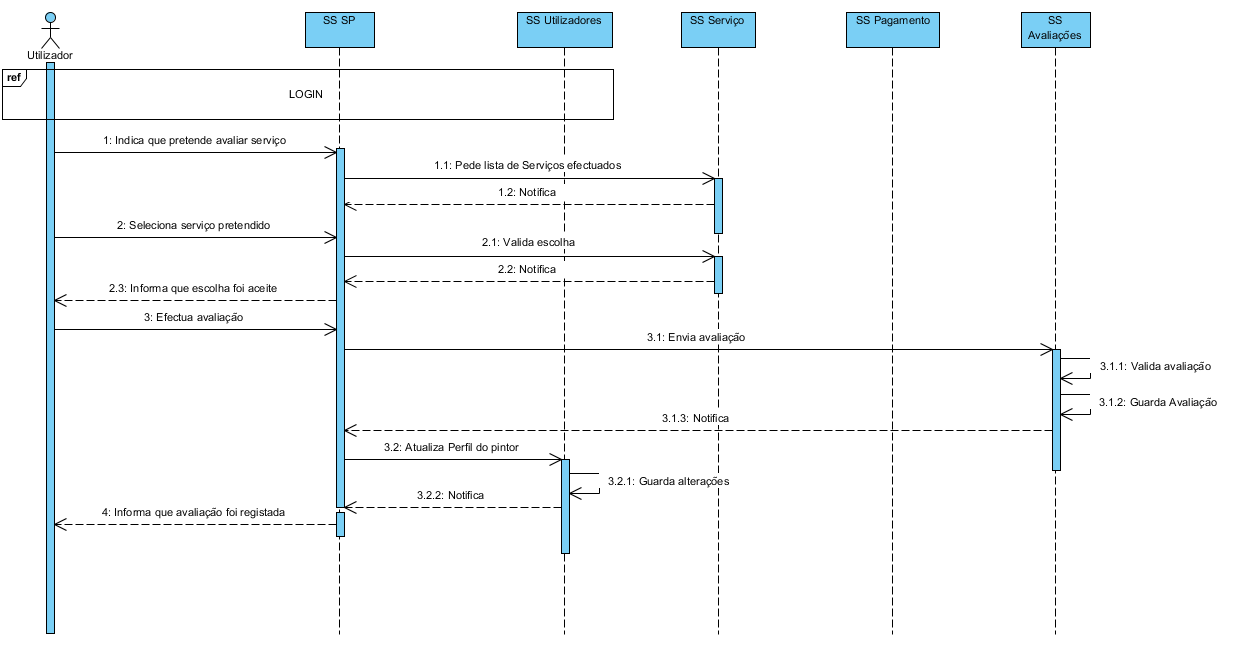 SS SP
SS Utilizadores
SS Serviço
SS Pagamento
SS
Avaliações
Utilizador
ref
LOGIN
1: Indica que pretende avaliar serviço
1.1: Pede lista de Serviços efectuados
1.2: Notifica
2: Seleciona serviço pretendido
2.1: Valida escolha
2.2: Notifica
2.3: Informa que escolha foi aceite
3: Efectua avaliação
3.1: Envia avaliação
3.1.1: Valida avaliação
3.1.2: Guarda Avaliação
3.1.3: Notifica
3.2: Atualiza Perfil do pintor
3.2.1: Guarda alterações
3.2.2: Notifica
4: Informa que avaliação foi registada